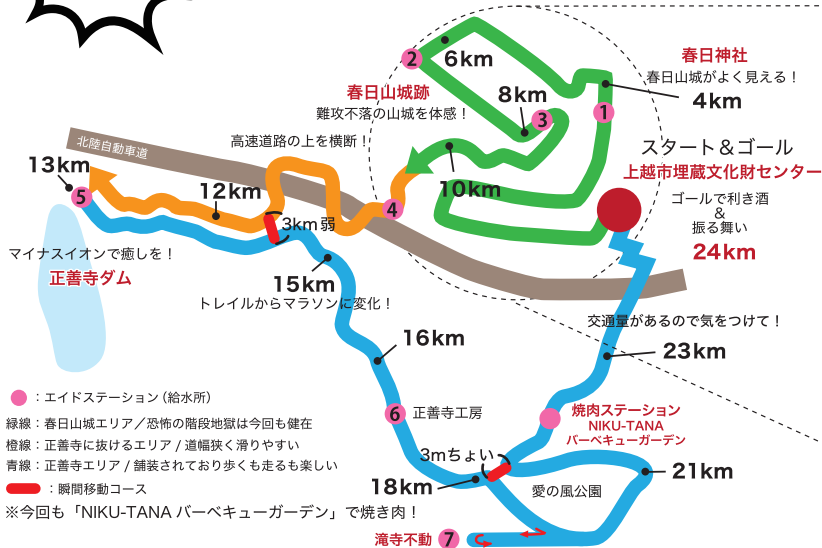 2
6km
春日神社
春日山城がよく見える！
4km
春日山城跡
難攻不落の山城を体感！
8km
3
1
スタート＆ゴール
上越市埋蔵文化財センター
北陸自動車道
高速道路の上を横断！
10km
13km
5
12km
4
3km弱
ゴールで利き酒
&
振る舞い
24km
マイナスイオンで癒しを！
正善寺ダム
15km
トレイルからマラソンに変化！
交通量があるので気をつけて！
16km
23km
●：エイドステーション（給水所）
6
正善寺工房
焼肉ステーション
NIKU-TANA
バーベキューガーデン
緑線：春日山城エリア／恐怖の階段地獄は今回も健在
橙線：正善寺に抜けるエリア / 道幅狭く滑りやすい
青線：正善寺エリア / 舗装されており歩くも走るも楽しい
：瞬間移動コース
3mちょい
18km
21km
愛の風公園
※今回も「NIKU-TANA バーベキューガーデン」で焼き肉！
滝寺不動
7